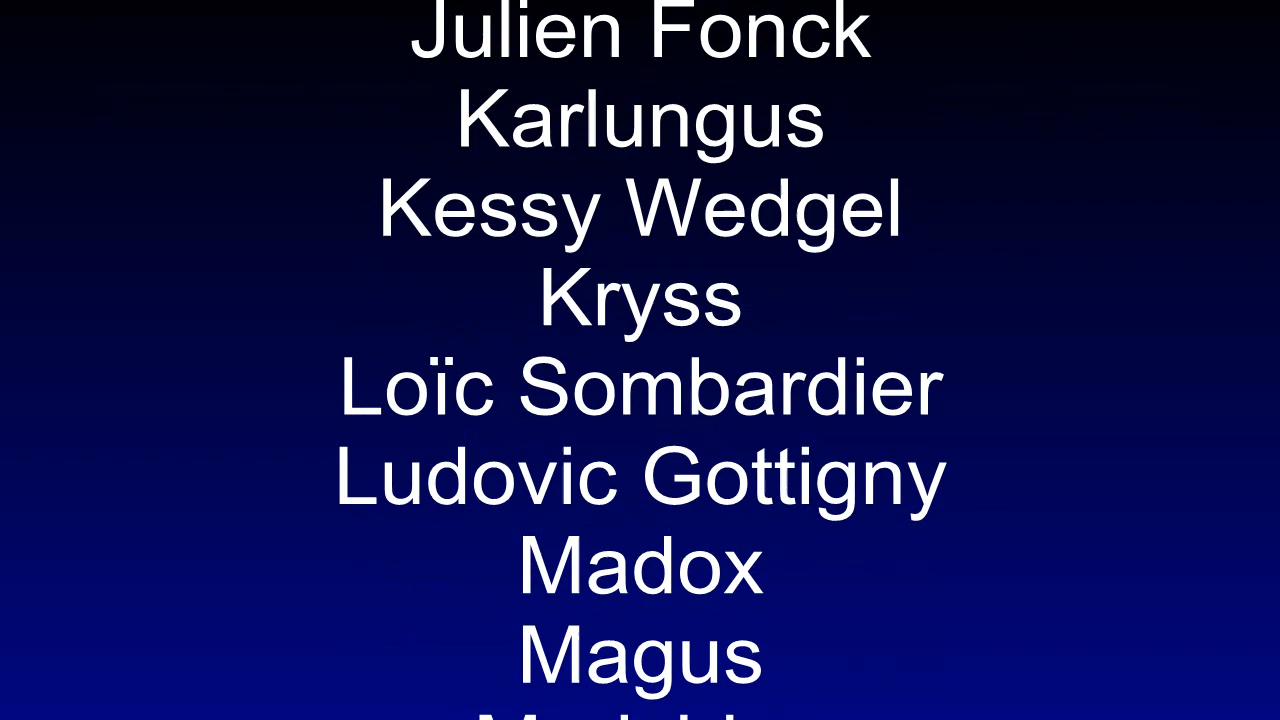 Julien Fonck
Karlungus
Kessy Wedgel
Kryss
Loïc Sombardier
Ludovic Gottigny
Madox
Magus